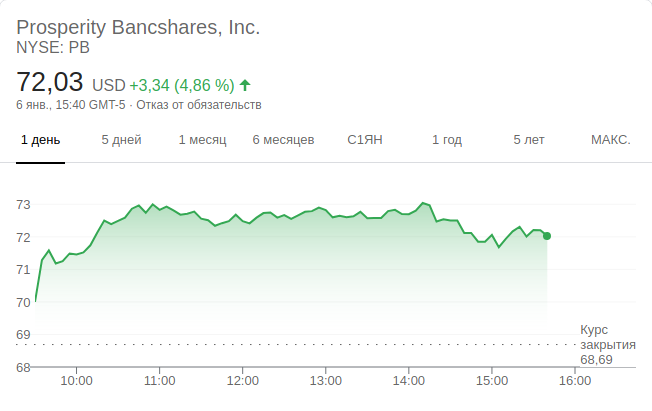 Prosperity Bancshares, Inc.
NYSE: PB
72,03 USD +3,34 (4,86 %)
6 янв., 15:40 GMT-5 · Отказ от обязательств
1 день 5 дней 1 месяц 6 месяцев С1ЯН 1 год 5 лет МАКС.
73
72
71
70
69
Курс
закрытия
68,69
68
10:00 11:00 12:00 13:00 14:00 15:00 16:00